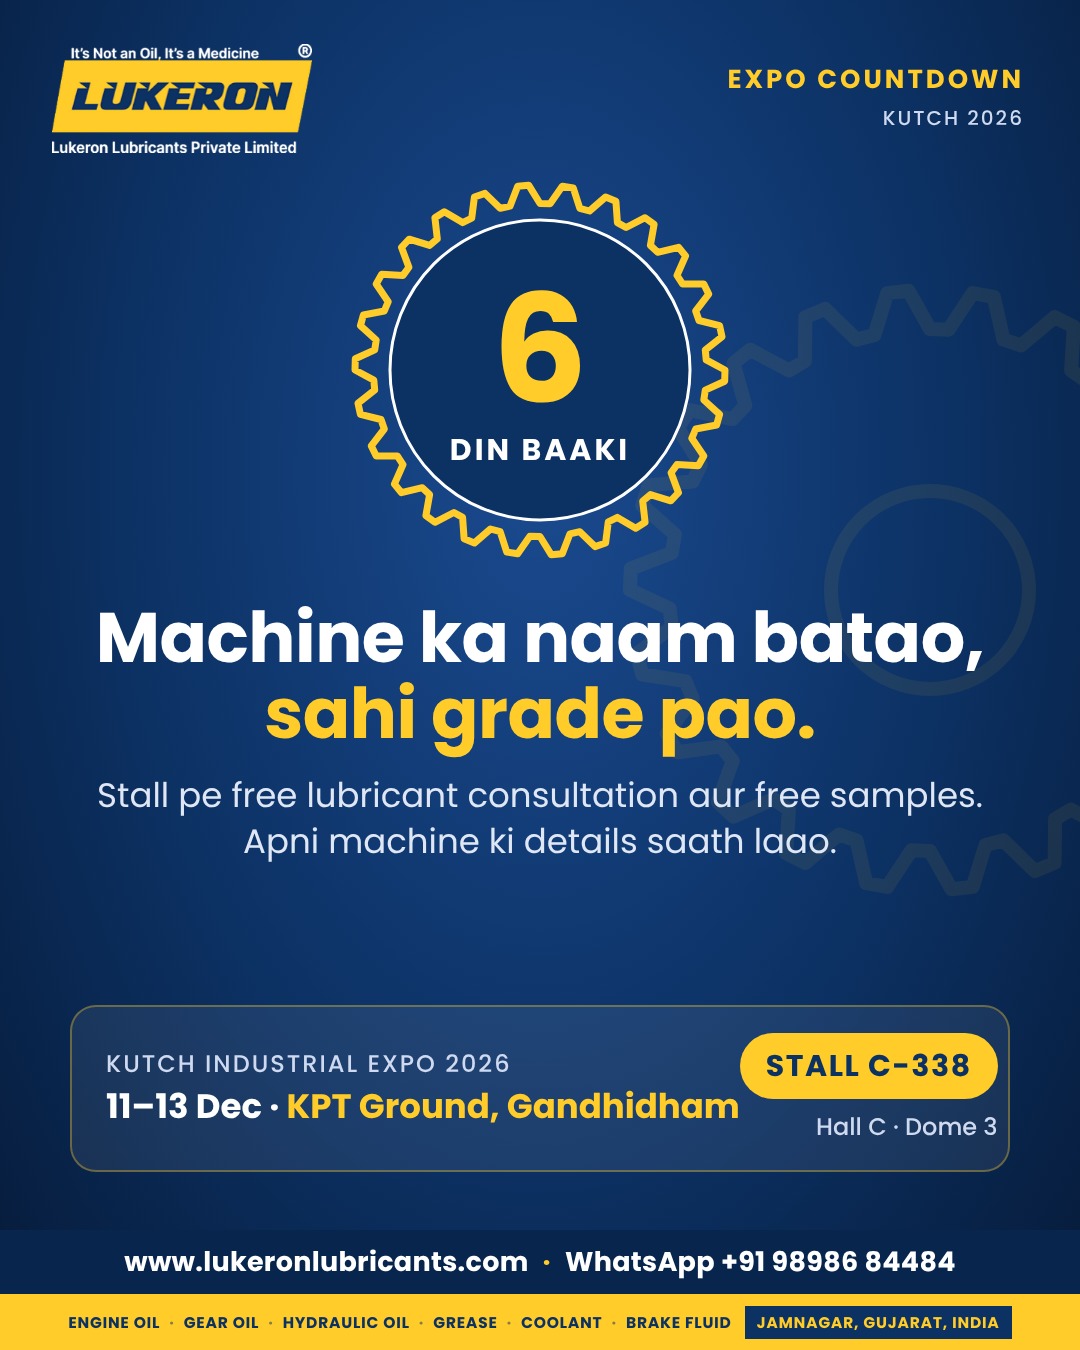 It's Not an Oil, It's a Medicine ®
LUKERON
Lukeron Lubricants Private Limited
EXPO COUNTDOWN
KUTCH 2026
6
DIN BAAKI
Machine ka naam batao,
sahi grade pao.
Stall pe free lubricant consultation aur free samples.
Apni machine ki details saath laao.
KUTCH INDUSTRIAL EXPO 2026
11–13 Dec · KPT Ground, Gandhidham
STALL C-338
Hall C · Dome 3
www.lukeronlubricants.com · WhatsApp +91 98986 84484
ENGINE OIL · GEAR OIL · HYDRAULIC OIL · GREASE · COOLANT · BRAKE FLUID JAMNAGAR, GUJARAT, INDIA